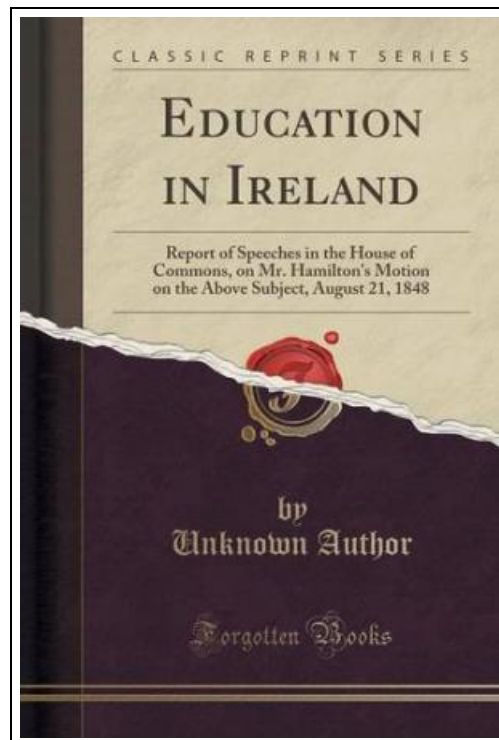 CLASSIC REPRINT SERIES
EDUCATION
IN IRELAND
Report of Speeches in the House of
Commons, on Mr. Hamilton's Motion
on the Above Subject, August 21, 1848
F
by
Unknown Author
Forgotten Books